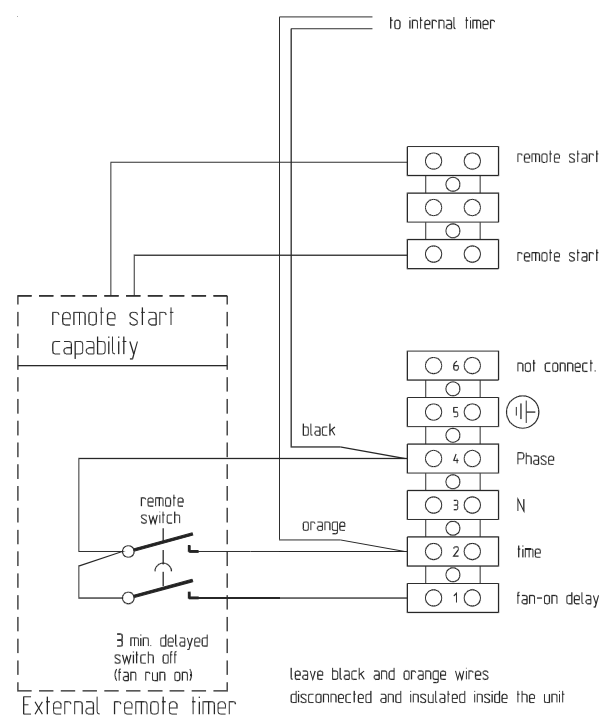 to internal timer
remote start
remote start
remote start
capability
6 not connect.
5
black
4 Phase
remote
switch
3 N
orange
2 time
1 fan-on delay
3 min. delayed
switch off
(fan run on)
leave black and orange wires
disconnected and insulated inside the unit
External remote timer